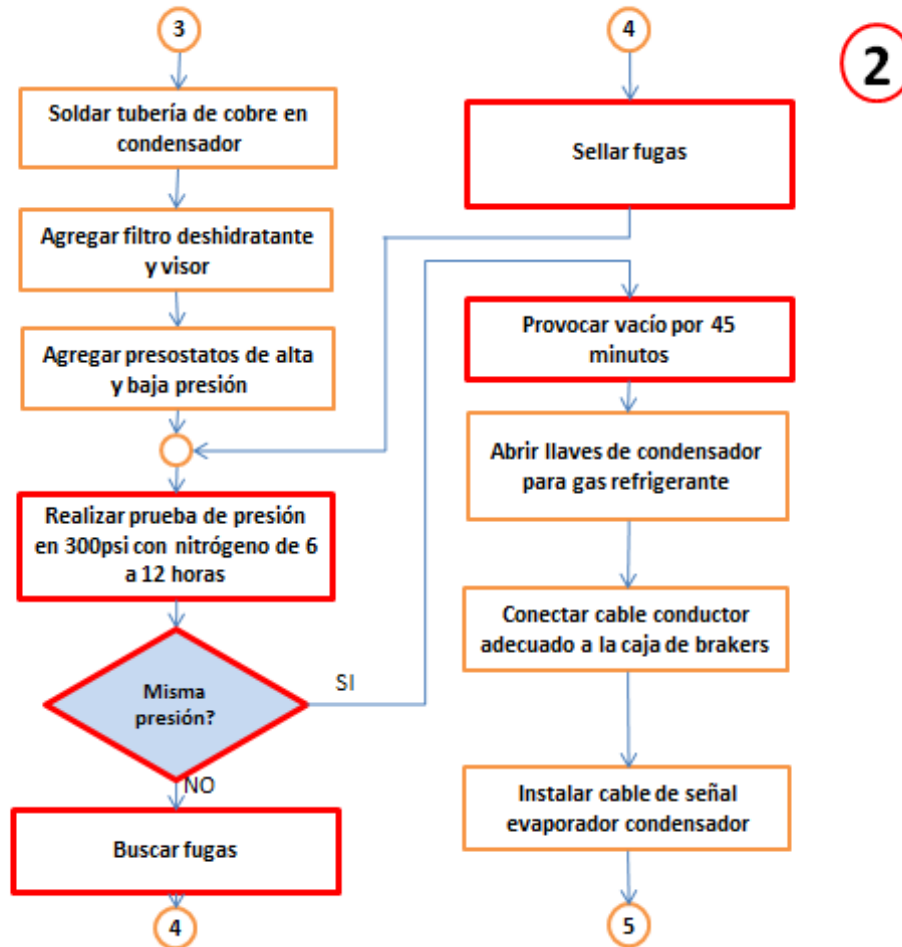 3
Soldar tubería de cobre en
condensador
Agregar filtro deshidratante
y visor
Agregar presostatos de alta
y baja presión
Realizar prueba de presión
en 300psi con nitrógeno de 6
a 12 horas
Misma
presión?
SI
NO
Buscar fugas
4
4
Sellar fugas
Provocar vacío por 45
minutos
Abrir llaves de condensador
para gas refrigerante
Conectar cable conductor
adecuado a la caja de brakers
Instalar cable de señal
evaporador condensador
5
2